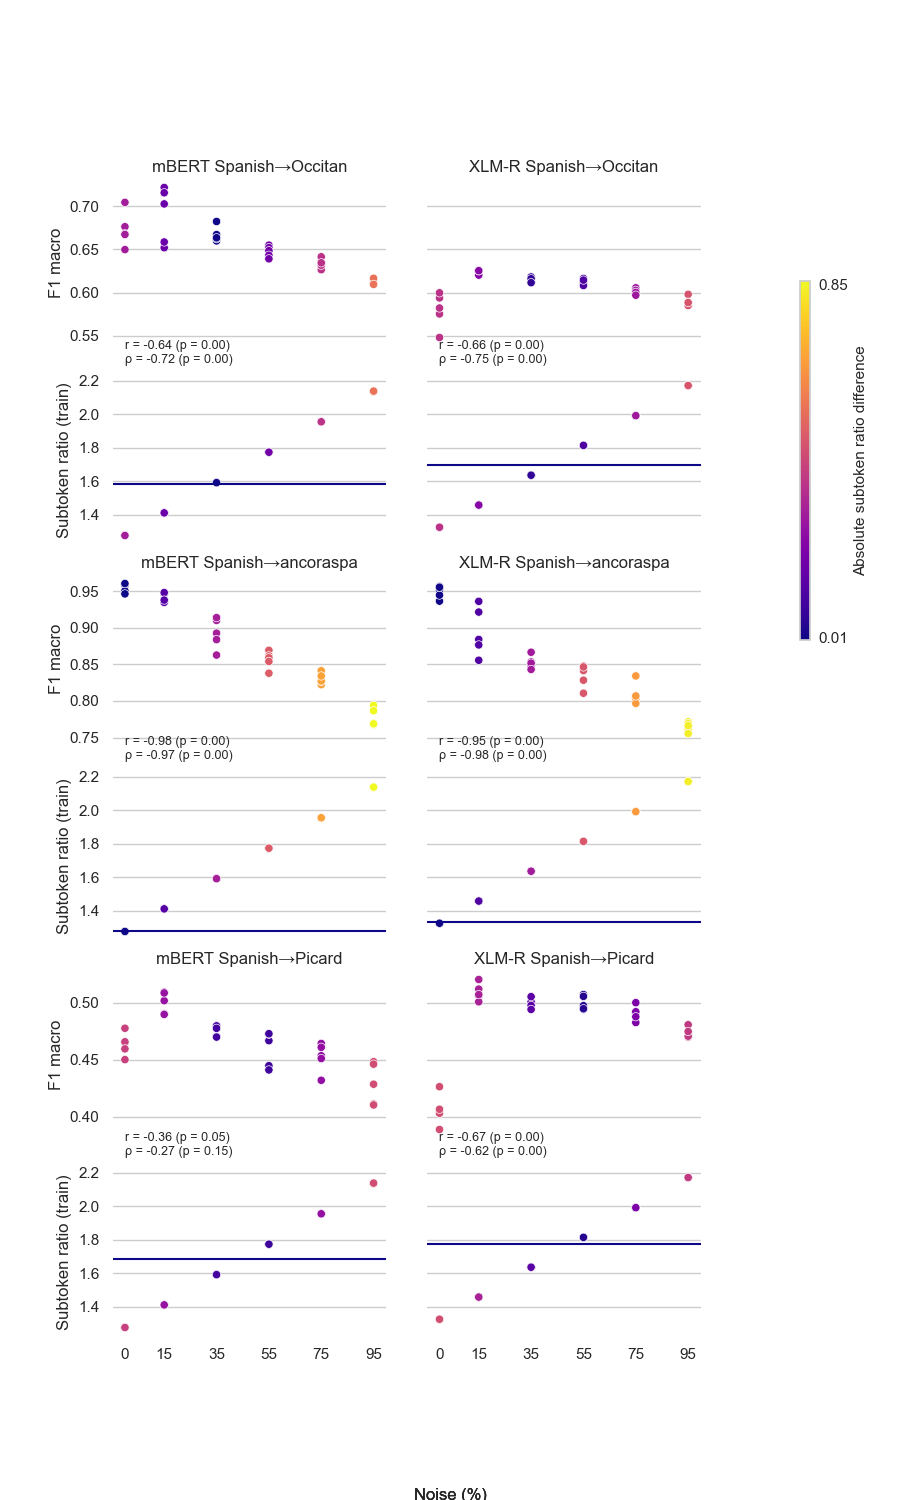 mBERT Spanish→Occitan
XLM-R Spanish→Occitan
F1 macro
0.70
0.65
0.60
0.55
r = -0.64 (p = 0.00)
ρ = -0.72 (p = 0.00)
r = -0.66 (p = 0.00)
ρ = -0.75 (p = 0.00)
Subtoken ratio (train)
2.2
2.0
1.8
1.6
1.4
mBERT Spanish→ancoraspa
XLM-R Spanish→ancoraspa
F1 macro
0.95
0.90
0.85
0.80
0.75
r = -0.98 (p = 0.00)
ρ = -0.97 (p = 0.00)
r = -0.95 (p = 0.00)
ρ = -0.98 (p = 0.00)
Subtoken ratio (train)
2.2
2.0
1.8
1.6
1.4
mBERT Spanish→Picard
XLM-R Spanish→Picard
F1 macro
0.50
0.45
0.40
r = -0.36 (p = 0.05)
ρ = -0.27 (p = 0.15)
r = -0.67 (p = 0.00)
ρ = -0.62 (p = 0.00)
Subtoken ratio (train)
2.2
2.0
1.8
1.6
1.4
0 15 35 55 75 95
0 15 35 55 75 95
Noise (%)
0.85
Absolute subtoken ratio difference
0.01